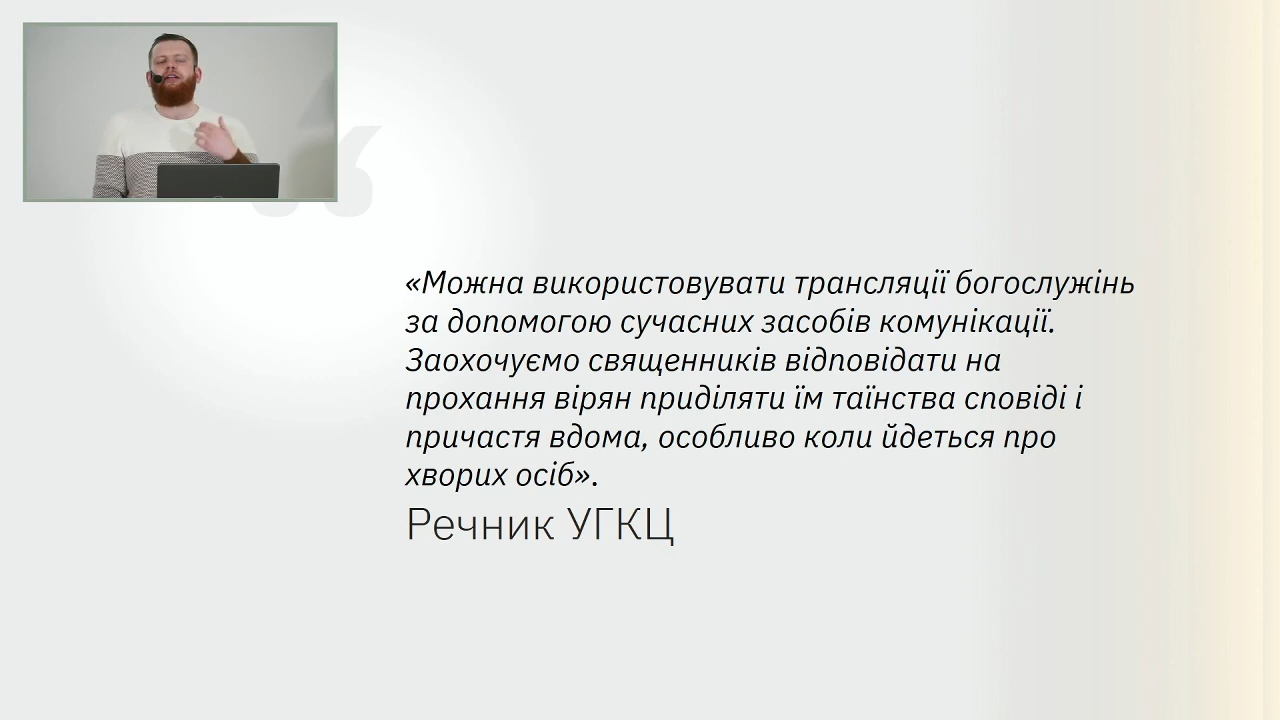 «Можна використовувати трансляції богослужінь
за допомогою сучасних засобів комунікації.
Заохочуємо священників відповідати на
прохання вірян приділяти їм таїнства сповіді і
причастя вдома, особливо коли йдеться про
хворих осіб».
Речник УГКЦ